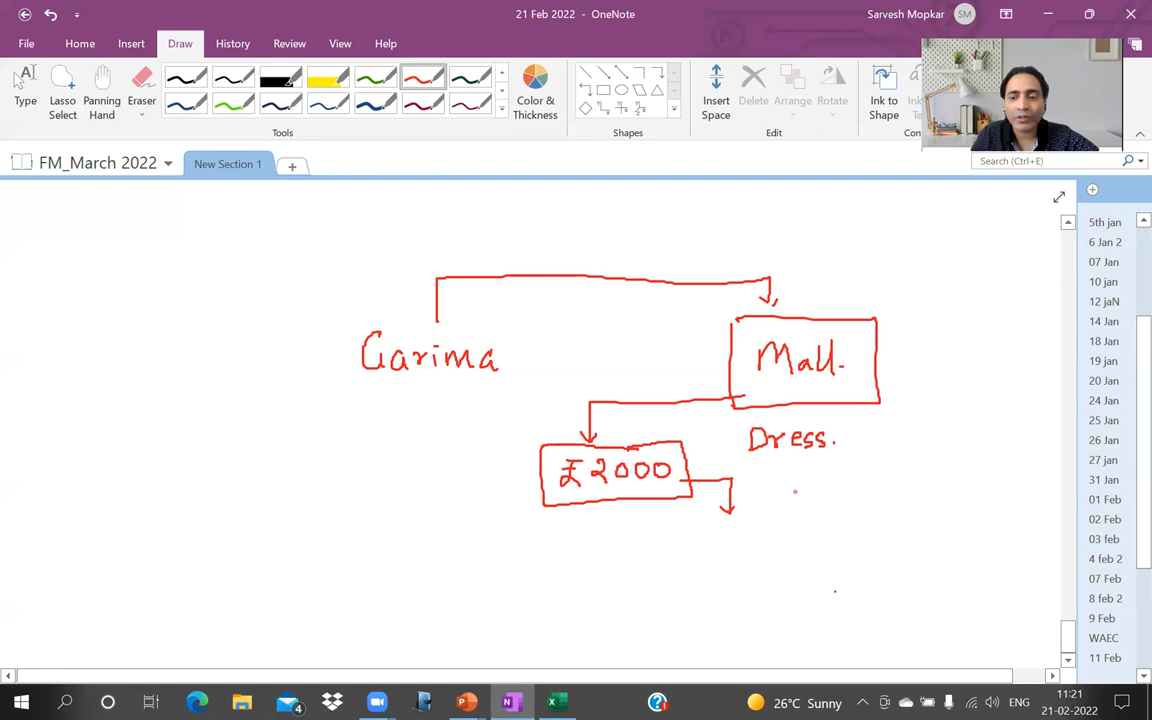 21 Feb 2022 - OneNote
Sarvesh Mopkar
SM
File
Home
Insert
Draw
History
Review
View
Help
Type
Lasso
Select
Panning
Hand
Eraser
Color &
Thickness
Insert
Space
Delete
Arrange
Rotate
Ink to
Shape
Tools
Shapes
Edit
FM_March 2022
New Section 1
Search (Ctrl+E)
5th jan
6 Jan 2
07 Jan
10 jan
12 jaN
14 Jan
18 Jan
19 jan
20 Jan
24 Jan
25 Jan
26 Jan
27 jan
31 Jan
01 Feb
02 Feb
03 feb
4 feb 2
07 Feb
8 feb 2
9 Feb
WAEC
11 Feb
Garima
Mall.
Dress.
£2000
4
26°C Sunny
ENG
11:21
21-02-2022